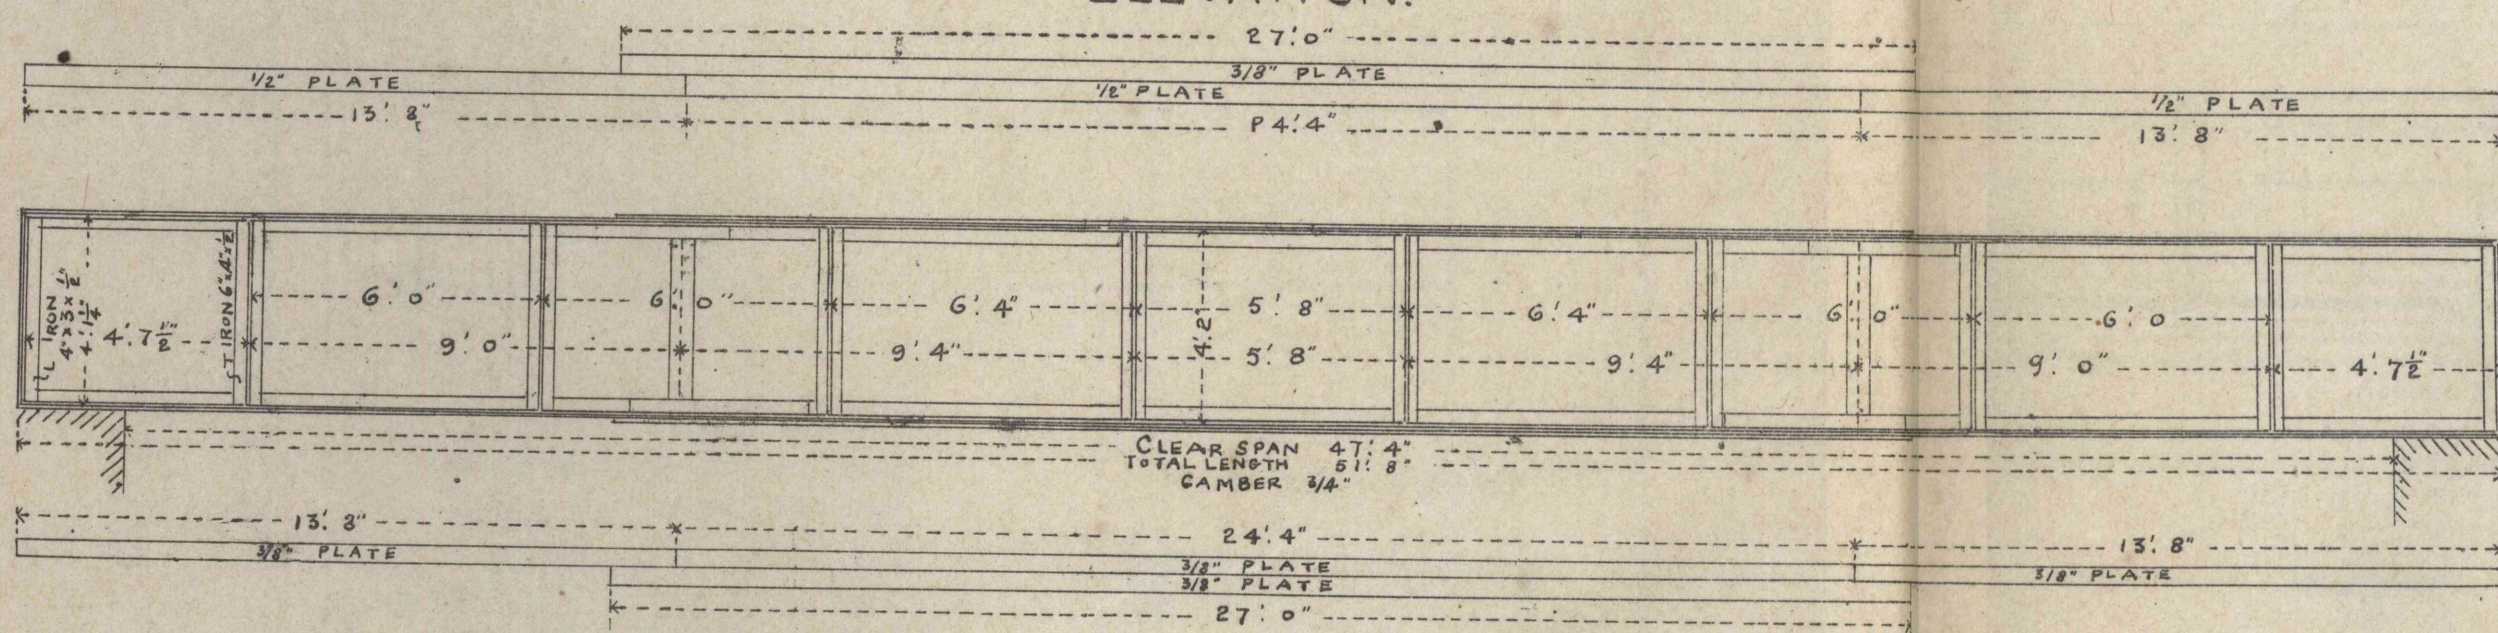 27'.0"
3/8" PLATE
1/2" PLATE
1/2" PLATE
1/2" PLATE
13'. 8"
P4'.4"
13'. 8"
L IRON
4"x3"x1/2"
4'.1 1/4"
T IRON 6"x4"x1/2"
6'. 0"
6'. 0"
6'. 4"
5'. 8"
6'. 4"
6'. 0"
6'. 0
4'.2"
4'.7 1/2"
9'. 0"
9'.4"
5'. 8"
9'. 4"
9'. 0"
4'.7 1/2"
CLEAR SPAN 47'.4"
TOTAL LENGTH 51'. 8"
CAMBER 3/4"
13'. 8"
24'.4"
13'. 8"
3/8" PLATE
3/8" PLATE
3/8" PLATE
3/8" PLATE
27'. 0"